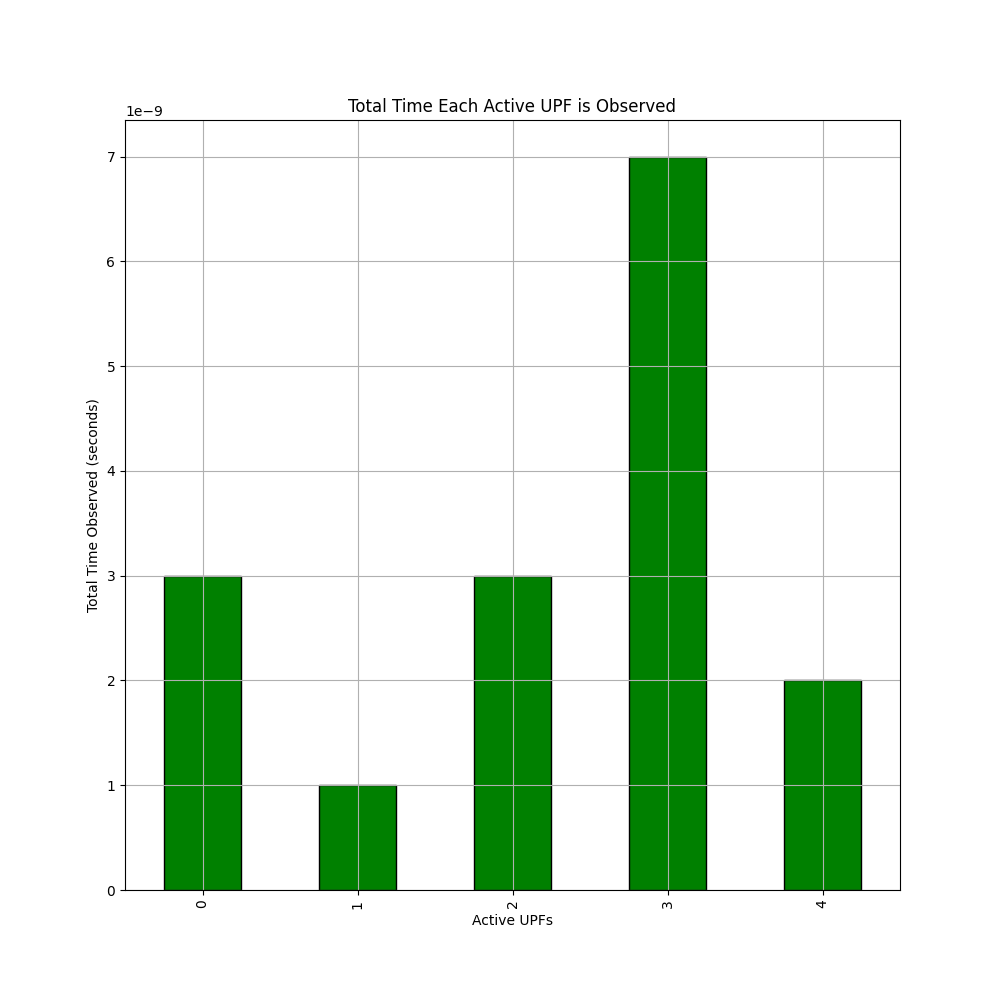 Total Time Each Active UPF is Observed
1e−9
7
6
5
4
3
2
1
0
Total Time Observed (seconds)
0 1 2 3 4
Active UPFs